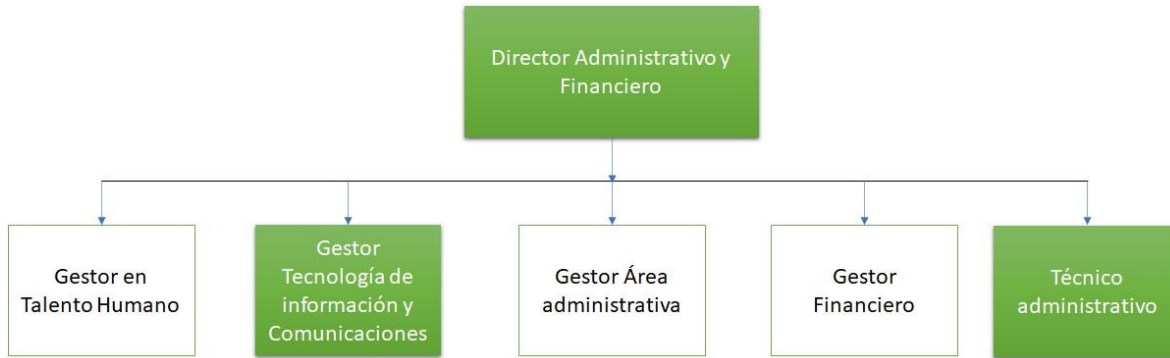 Director Administrativo y
Financiero
Gestor en
Talento Humano
Gestor
Tecnología de
información y
Comunicaciones
Gestor Área
administrativa
Gestor
Financiero
Técnico
administrativo